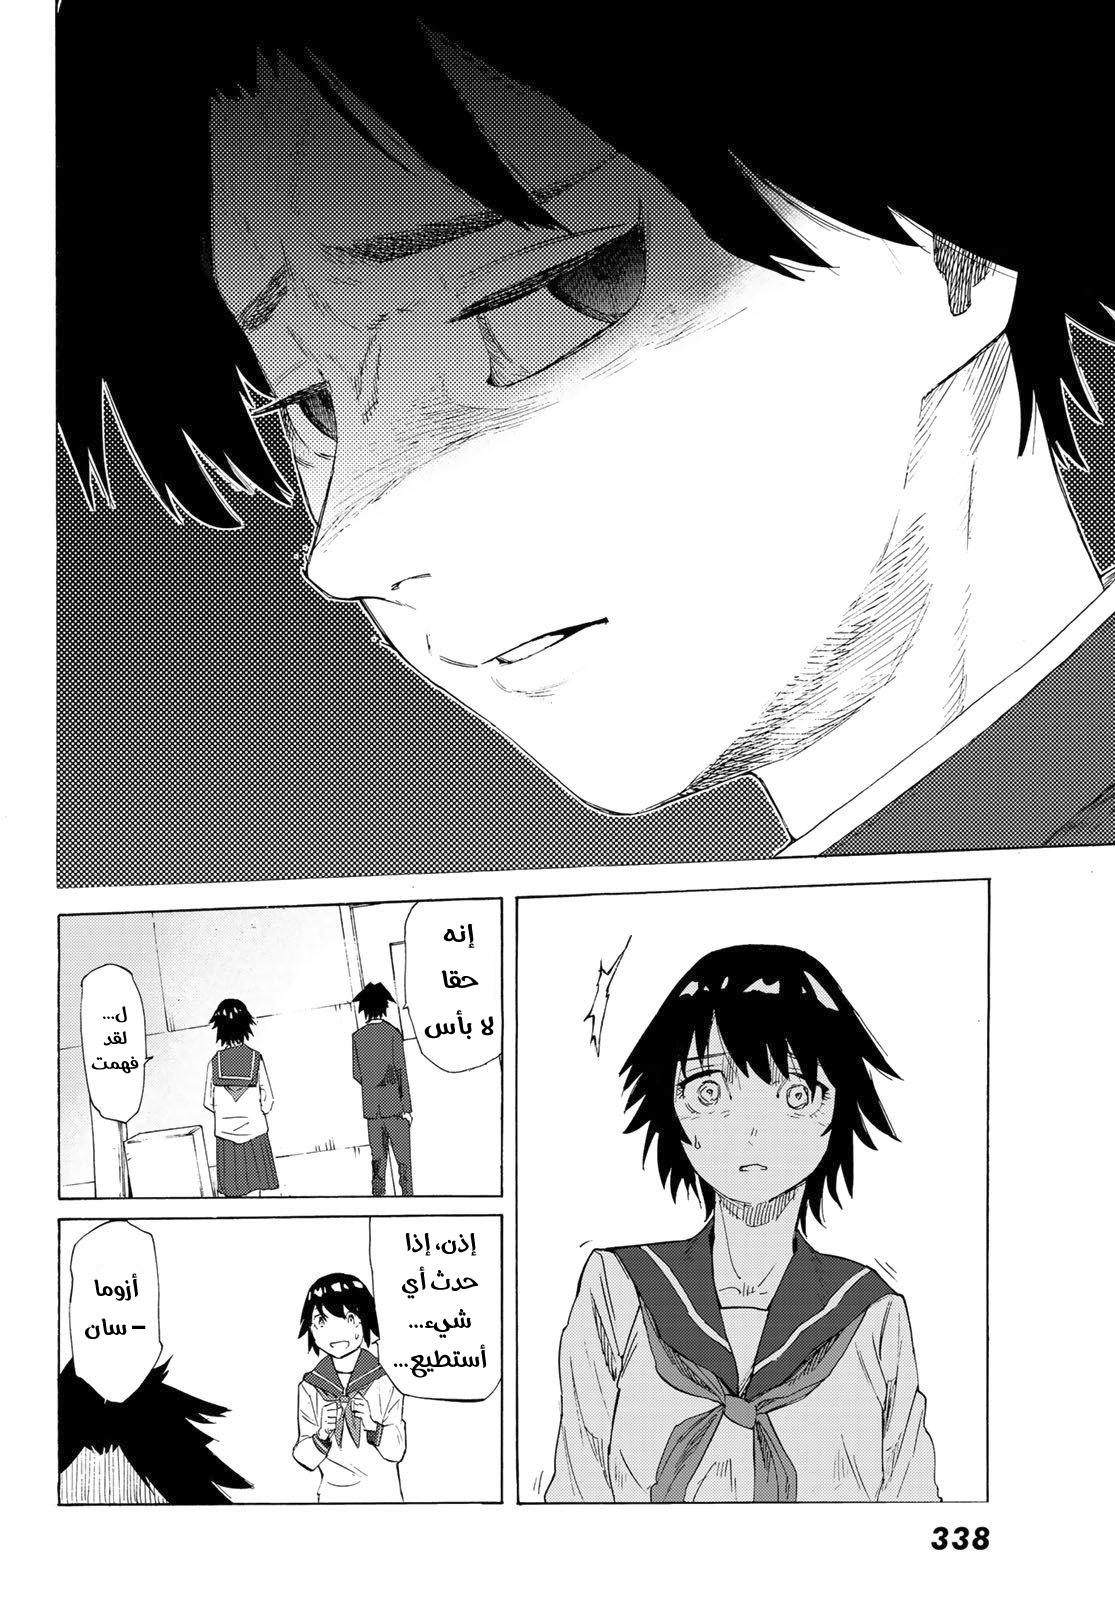 إنه
حقا
لا بأس
ل...
لقد
فهمت
إذن، إذا
حدث أي
شيء...
أستطيع...
أزوما
– سان
338